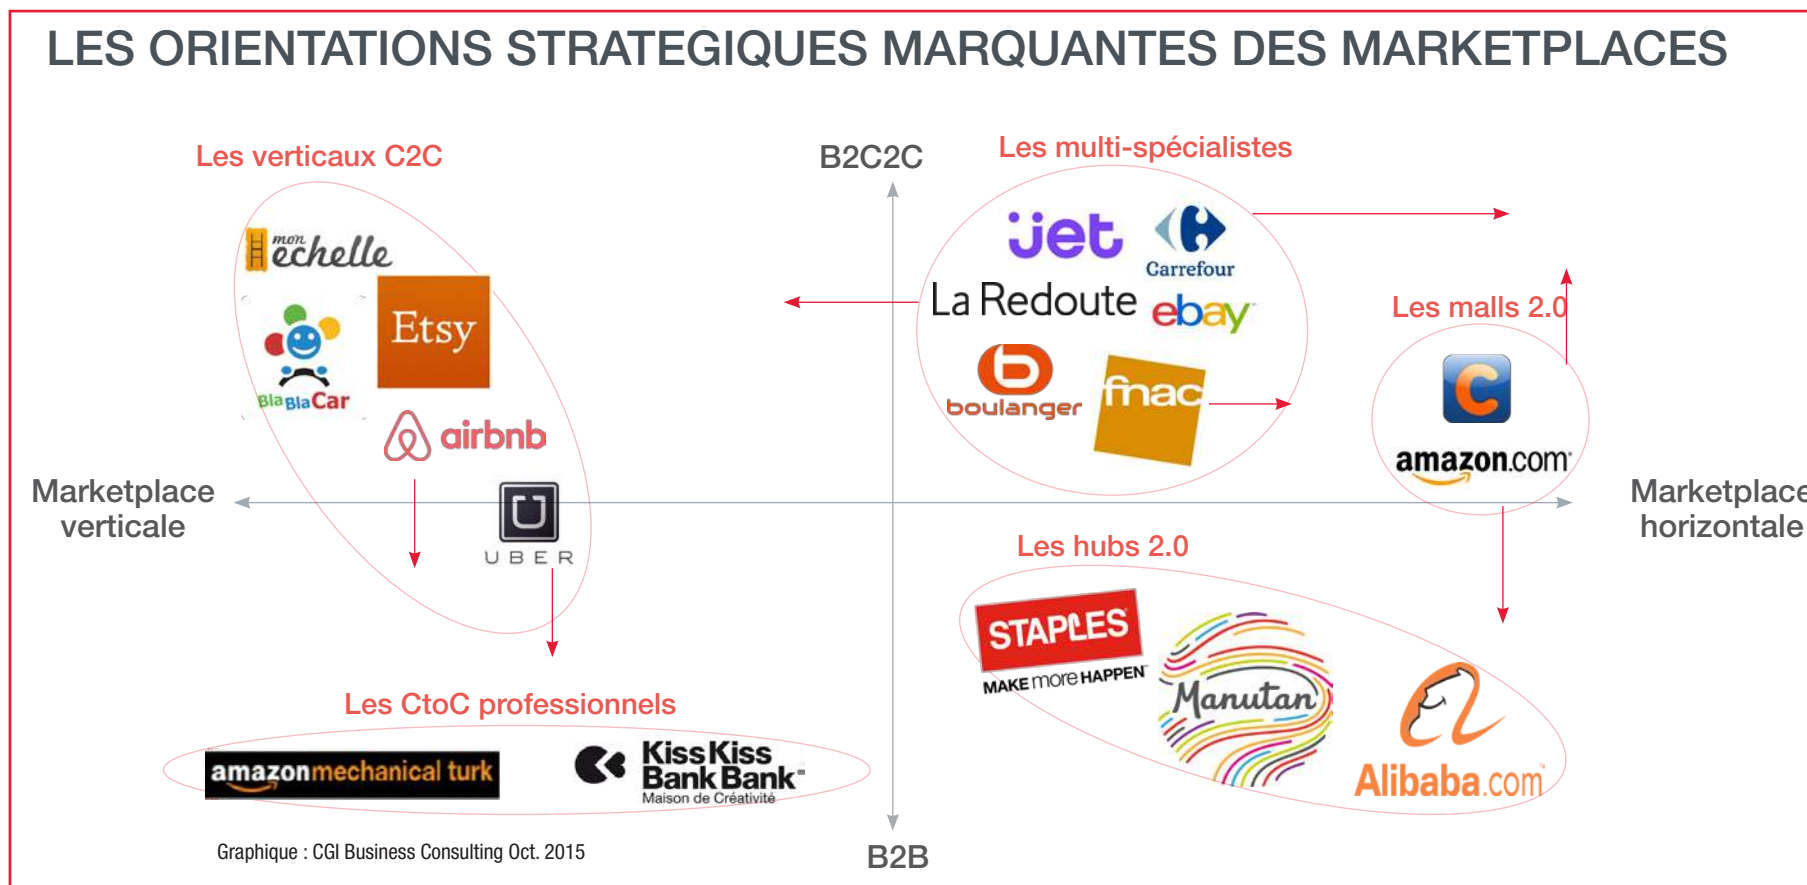 LES ORIENTATIONS STRATEGIQUES MARQUANTES DES MARKETPLACES
Les verticaux C2C
B2C2C
Les multi-spécialistes
mon
échelle
Etsy
BlaBlaCar
airbnb
UBER
jet
Carrefour
La Redoute
ebay
boulanger
fnac
Les malls 2.0
C
amazon.com
Marketplace
verticale
Marketplace
horizontale
Les hubs 2.0
STAPLES
MAKE more HAPPEN
Manutan
Alibaba.com
Les CtoC professionnels
amazonmechanical turk
KissKiss
BankBank
Maison de Créativité
Graphique : CGI Business Consulting Oct. 2015
B2B